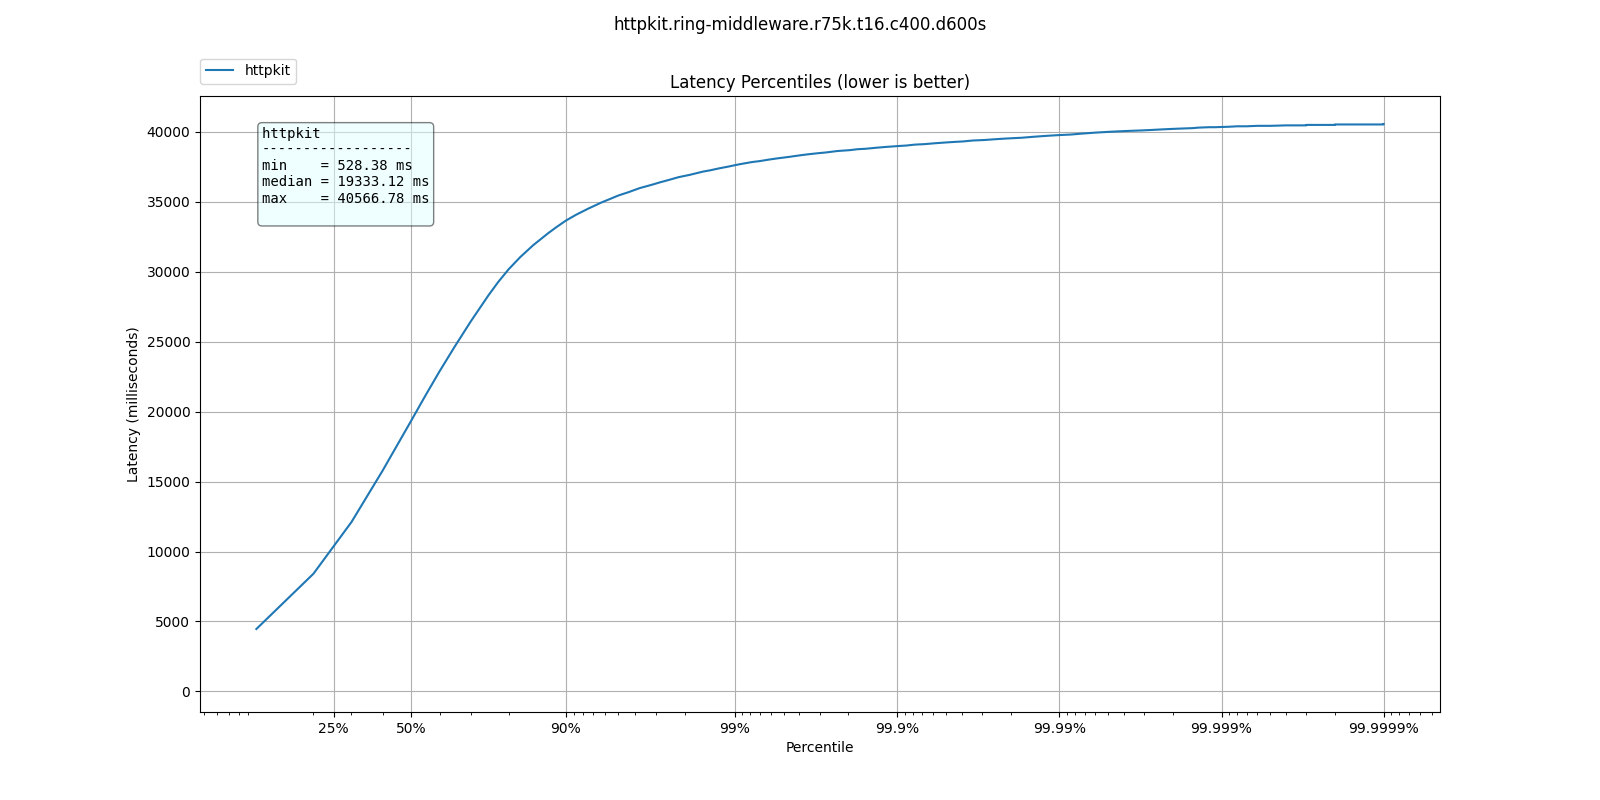 httpkit.ring-middleware.r75k.t16.c400.d600s
httpkit
Latency Percentiles (lower is better)
httpkit
------------------
min    = 528.38 ms
median = 19333.12 ms
max    = 40566.78 ms
40000
35000
30000
25000
20000
15000
10000
5000
0
Latency (milliseconds)
25% 50% 90% 99% 99.9% 99.99% 99.999% 99.9999%
Percentile